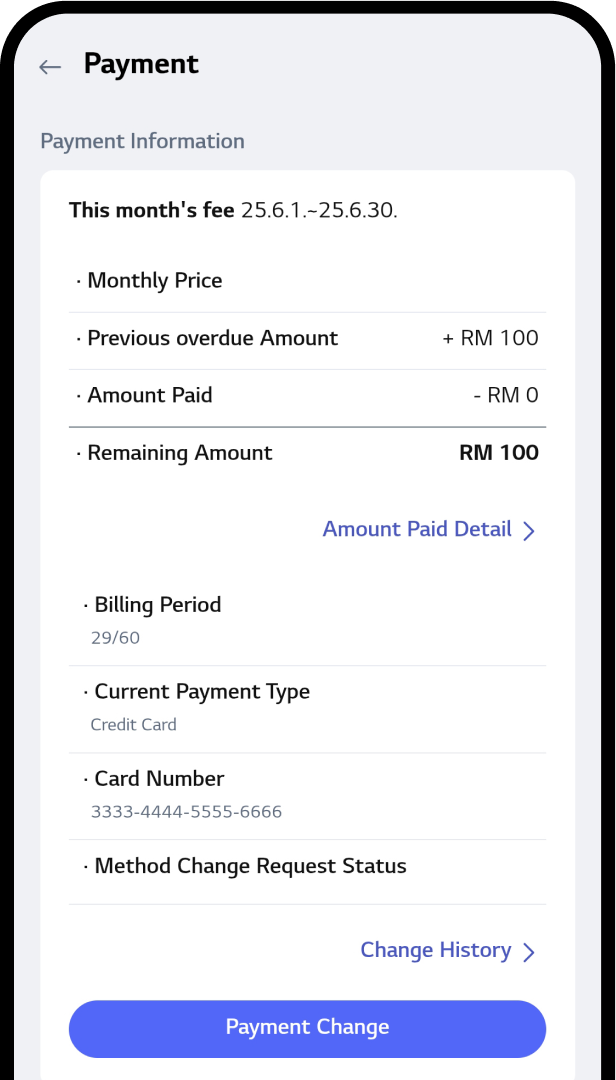 Payment
Payment Information
This month's fee 25.6.1.~25.6.30.
· Monthly Price
· Previous overdue Amount + RM 100
· Amount Paid - RM 0
· Remaining Amount RM 100
Amount Paid Detail
· Billing Period
29/60
· Current Payment Type
Credit Card
· Card Number
3333-4444-5555-6666
· Method Change Request Status
Change History
Payment Change